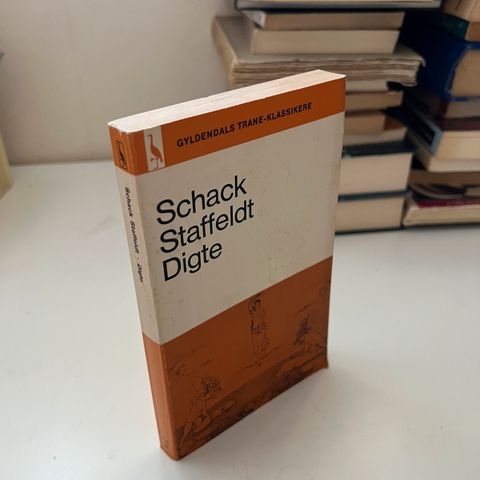 GYLDENDALS TRANE-KLASSIKERE
Schack
Staffeldt
Digte
Schack Staffeldt · Digte